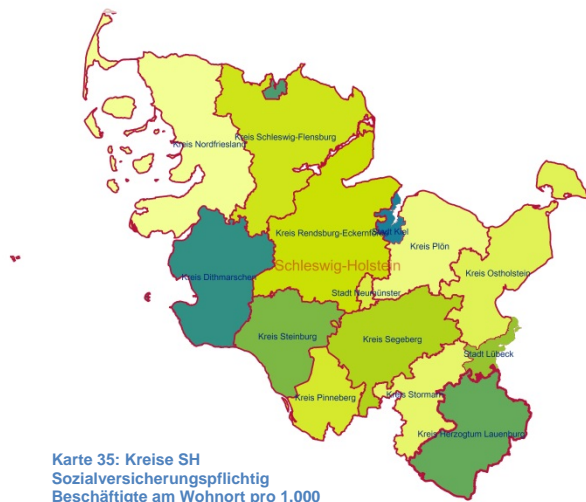 Kreis Nordfriesland
Kreis Schleswig-Flensburg
Kreis Rendsburg-Eckernförde
Stadt Kiel
Kreis Plön
Kreis Ostholstein
Schleswig-Holstein
Kreis Dithmarschen
Stadt Neumünster
Kreis Steinburg
Kreis Segeberg
Stadt Lübeck
Kreis Pinneberg
Kreis Stormarn
Kreis Herzogtum Lauenburg
Karte 35: Kreise SH
Sozialversicherungspflichtig
Beschäftigte am Wohnort pro 1.000